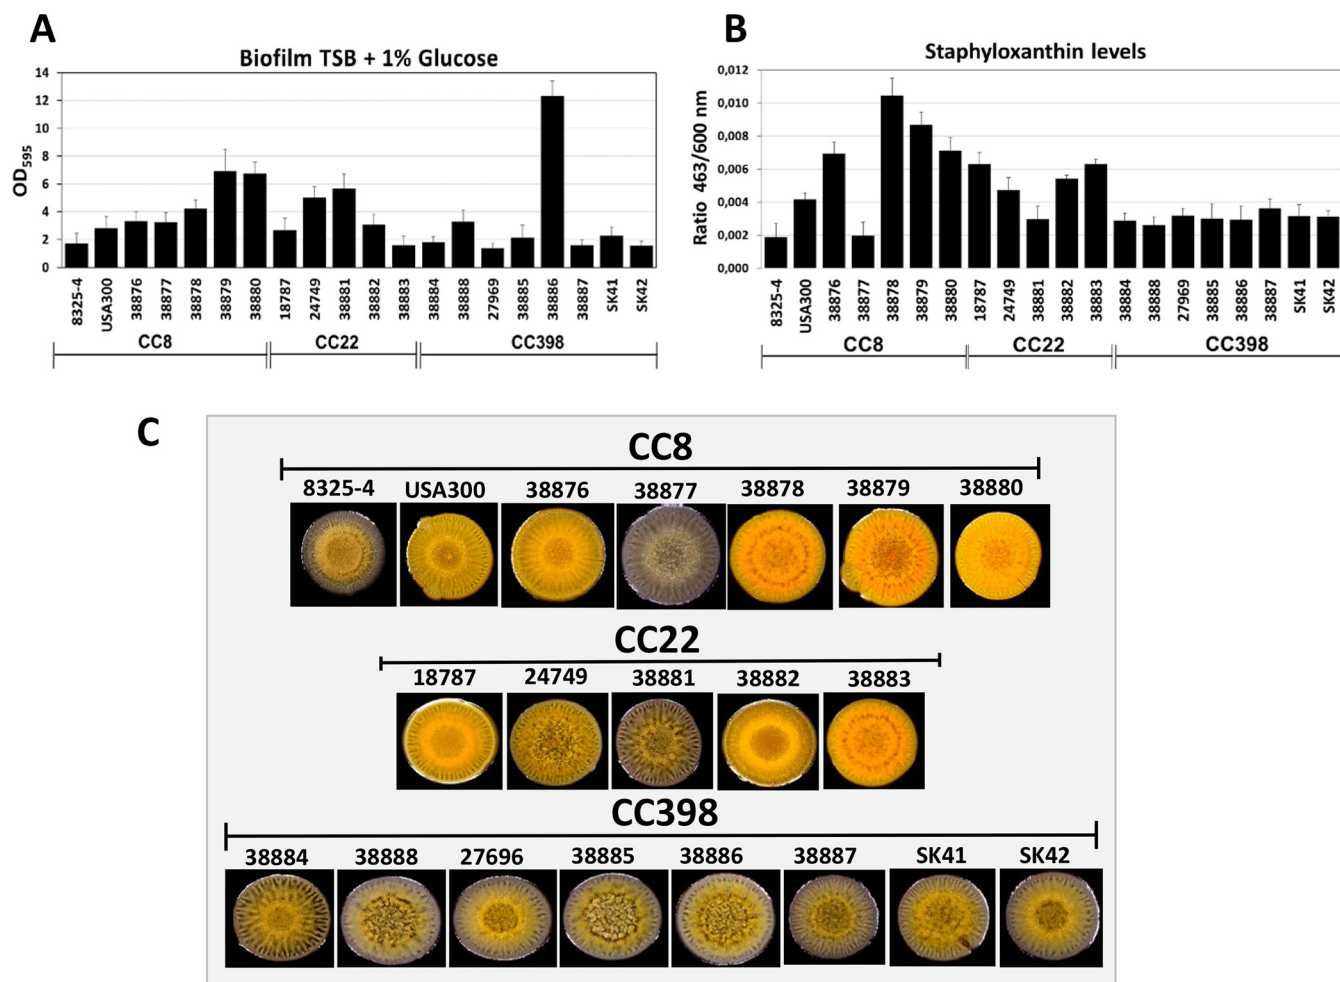 A
Biofilm TSB + 1% Glucose
14
12
10
8
6
4
2
0
OD595
8325-4
USA300
38876
38877
38878
38879
38880
18787
24749
38881
38882
38883
38884
38888
27969
38885
38886
38887
SK41
SK42
CC8
CC22
CC398
B
Staphyloxanthin levels
0,012
0,010
0,008
0,006
0,004
0,002
0,000
Ratio 463/600 nm
8325-4
USA300
38876
38877
38878
38879
38880
18787
24749
38881
38882
38883
38884
38888
27969
38885
38886
38887
SK41
SK42
CC8
CC22
CC398
C
CC8
8325-4 USA300 38876 38877 38878 38879 38880
CC22
18787 24749 38881 38882 38883
CC398
38884 38888 27696 38885 38886 38887 SK41 SK42